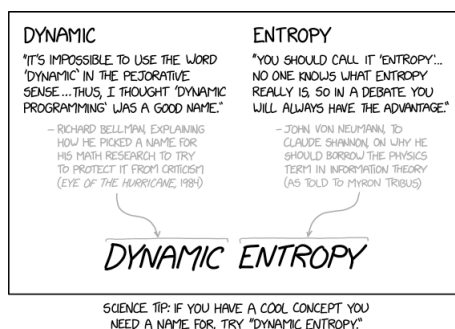 DYNAMIC
"IT'S IMPOSSIBLE TO USE THE WORD
'DYNAMIC' IN THE PEJORATIVE
SENSE...THUS, I THOUGHT 'DYNAMIC
PROGRAMMING' WAS A GOOD NAME."
– RICHARD BELLMAN, EXPLAINING
HOW HE PICKED A NAME FOR
HIS MATH RESEARCH TO TRY
TO PROTECT IT FROM CRITICISM
(EYE OF THE HURRICANE, 1984)
ENTROPY
"YOU SHOULD CALL IT 'ENTROPY'...
NO ONE KNOWS WHAT ENTROPY
REALLY IS, SO IN A DEBATE YOU
WILL ALWAYS HAVE THE ADVANTAGE."
– JOHN VON NEUMANN, TO
CLAUDE SHANNON, ON WHY HE
SHOULD BORROW THE PHYSICS
TERM IN INFORMATION THEORY
(AS TOLD TO MYRON TRIBUS)
DYNAMIC ENTROPY
SCIENCE TIP: IF YOU HAVE A COOL CONCEPT YOU
NEED A NAME FOR, TRY "DYNAMIC ENTROPY."